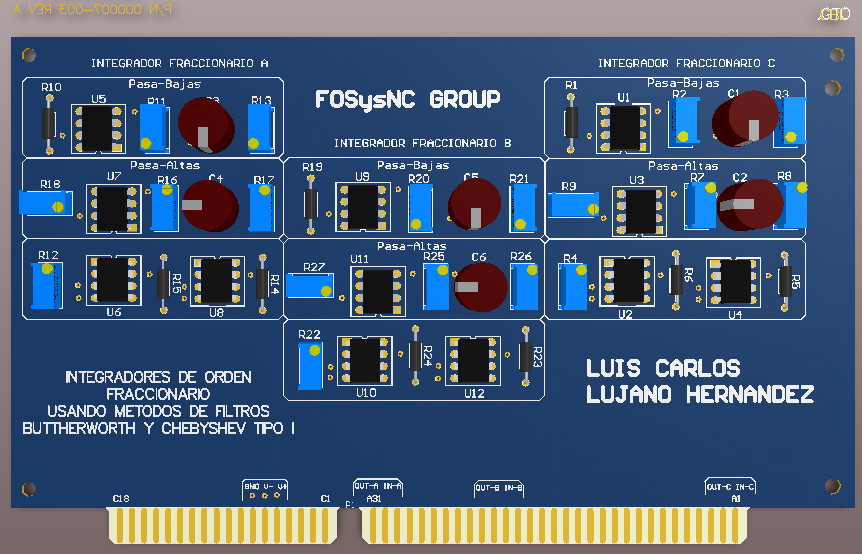 P/N 000007-003 REV A
GTO
INTEGRADOR FRACCIONARIO A
INTEGRADOR FRACCIONARIO C
Pasa-Bajas
Pasa-Bajas
R10
U5
R11
R13
FOSysNC GROUP
R1
U1
R2
C1
R3
INTEGRADOR FRACCIONARIO B
Pasa-Altas
Pasa-Bajas
Pasa-Altas
R18
U7
R16
C4
R17
R19
U9
R20
C5
R21
R9
U3
R7
C2
R8
Pasa-Altas
R12
U6
R15
U8
R14
R27
U11
R25
C6
R26
R4
U2
R6
U4
R5
R22
U10
R24
U12
R23
INTEGRADORES DE ORDEN
FRACCIONARIO
USANDO METODOS DE FILTROS
BUTTHERWORTH Y CHEBYSHEV TIPO I
LUIS CARLOS
LUJANO HERNANDEZ
GND V- V+
OUT-A IN-A
OUT-B IN-B
OUT-C IN-C
C18
C1
A31
A1